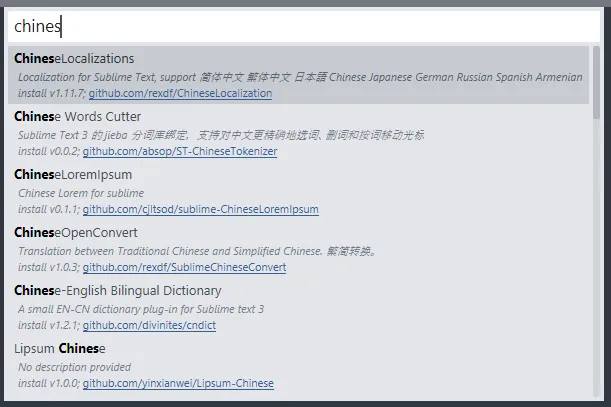 chines
ChineseLocalizations
Localization for Sublime Text, support 简体中文 繁体中文 日本語 Chinese Japanese German Russian Spanish Armenian
install v1.11.7; github.com/rexdf/ChineseLocalization
Chinese Words Cutter
Sublime Text 3 的 jieba 分词库绑定，支持对中文更精确地选词、删词和按词移动光标
install v0.0.2; github.com/absop/ST-ChineseTokenizer
ChineseLoremIpsum
Chinese Lorem for sublime
install v0.1.1; github.com/cjltsod/sublime-ChineseLoremIpsum
ChineseOpenConvert
Translation between Traditional Chinese and Simplified Chinese. 繁简转换。
install v1.0.3; github.com/rexdf/SublimeChineseConvert
Chinese-English Bilingual Dictionary
A small EN-CN dictionary plug-in for Sublime text 3
install v1.2.1; github.com/divinites/cndict
Lipsum Chinese
No description provided
install v1.0.0; github.com/yinxianwei/Lipsum-Chinese